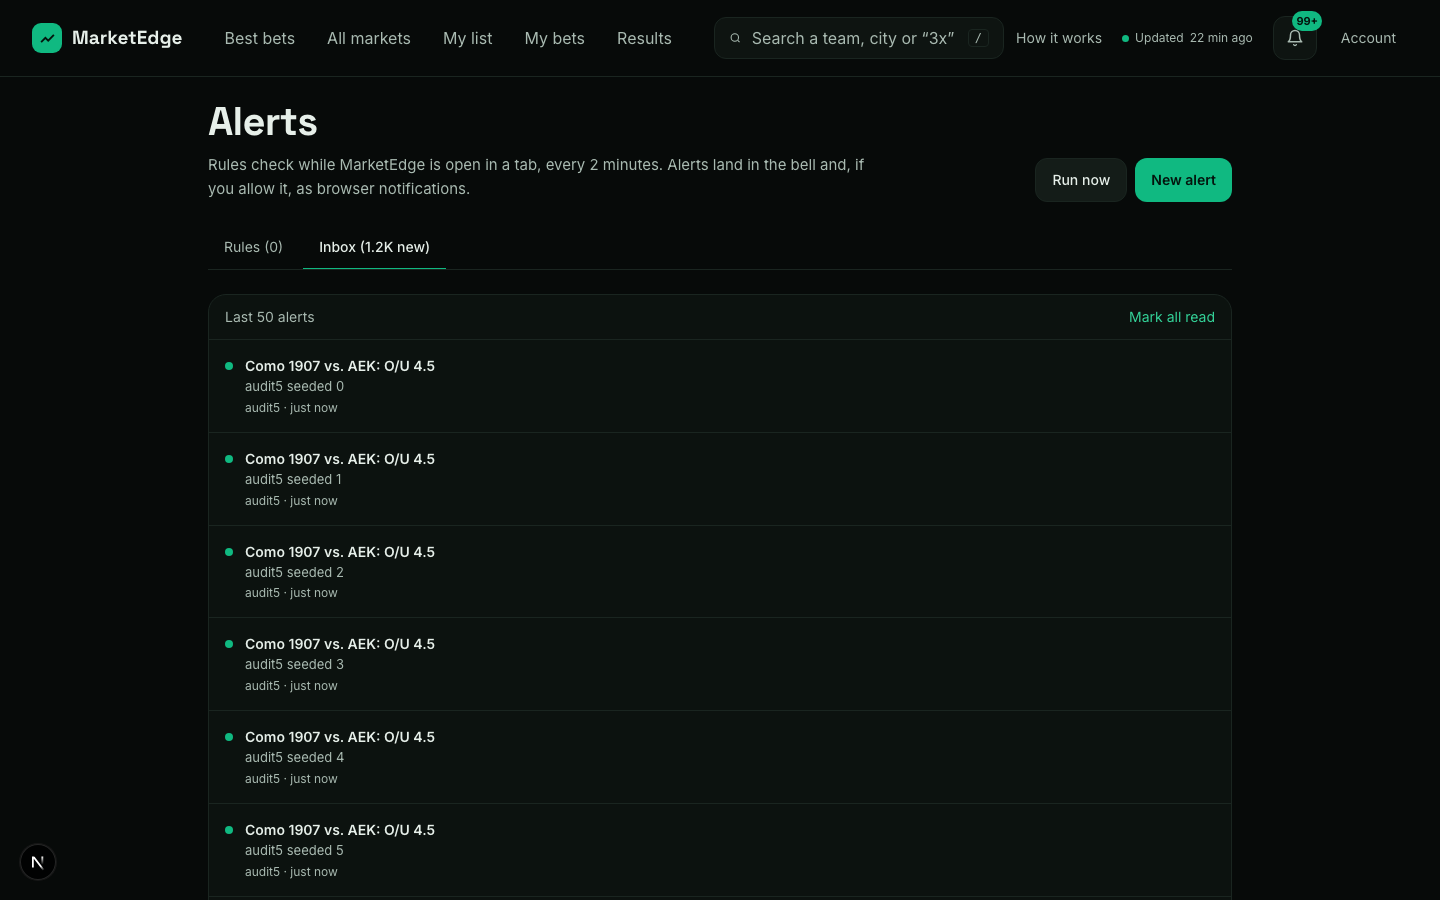 MarketEdge
Best bets
All markets
My list
My bets
Results
Search a team, city or “3x”
/
How it works
Updated 22 min ago
99+
Account
Alerts
Rules check while MarketEdge is open in a tab, every 2 minutes. Alerts land in the bell and, if
you allow it, as browser notifications.
Run now
New alert
Rules (0)
Inbox (1.2K new)
Last 50 alerts
Mark all read
Como 1907 vs. AEK: O/U 4.5
audit5 seeded 0
audit5 · just now
Como 1907 vs. AEK: O/U 4.5
audit5 seeded 1
audit5 · just now
Como 1907 vs. AEK: O/U 4.5
audit5 seeded 2
audit5 · just now
Como 1907 vs. AEK: O/U 4.5
audit5 seeded 3
audit5 · just now
Como 1907 vs. AEK: O/U 4.5
audit5 seeded 4
audit5 · just now
Como 1907 vs. AEK: O/U 4.5
audit5 seeded 5
audit5 · just now
N